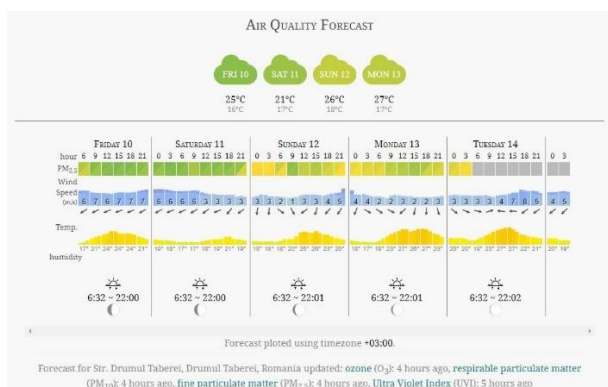 AIR QUALITY FORECAST
FRI 10 SAT 11 SUN 12 MON 13
25°C 21°C 26°C 27°C
16°C 17°C 18°C 17°C
FRIDAY 10 SATURDAY 11 SUNDAY 12 MONDAY 13 TUESDAY 14
hour 6 9 12 15 18 21 0 3 6 9 12 15 18 21 0 3 6 9 12 15 18 21 0 3 6 9 12 15 18 21 0 3 6 9 12 15 18 21 0 3
PM2.5
Wind
Speed
(m/s)
Temp.
humidity
6:32 ~ 22:00 6:32 ~ 22:00 6:32 ~ 22:01 6:32 ~ 22:01 6:32 ~ 22:02
Forecast ploted using timezone +03:00.
Forecast for Str. Drumul Taberei, Drumul Taberei, Romania updated: ozone (O3): 4 hours ago, respirable particulate matter
(PM10): 4 hours ago, fine particulate matter (PM2.5): 4 hours ago, Ultra Violet Index (UVI): 5 hours ago